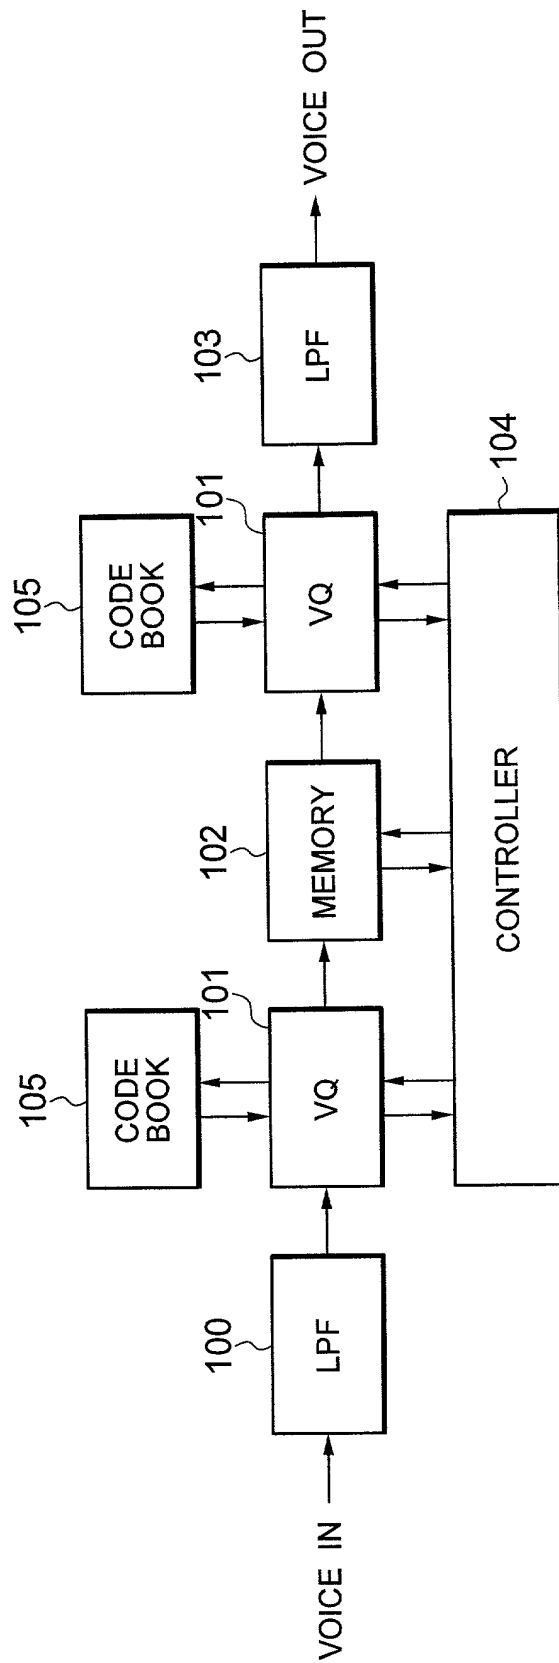 VOICE IN
100
LPF
105
CODE
BOOK
101
VQ
102
MEMORY
105
CODE
BOOK
101
VQ
103
LPF
VOICE OUT
CONTROLLER
104